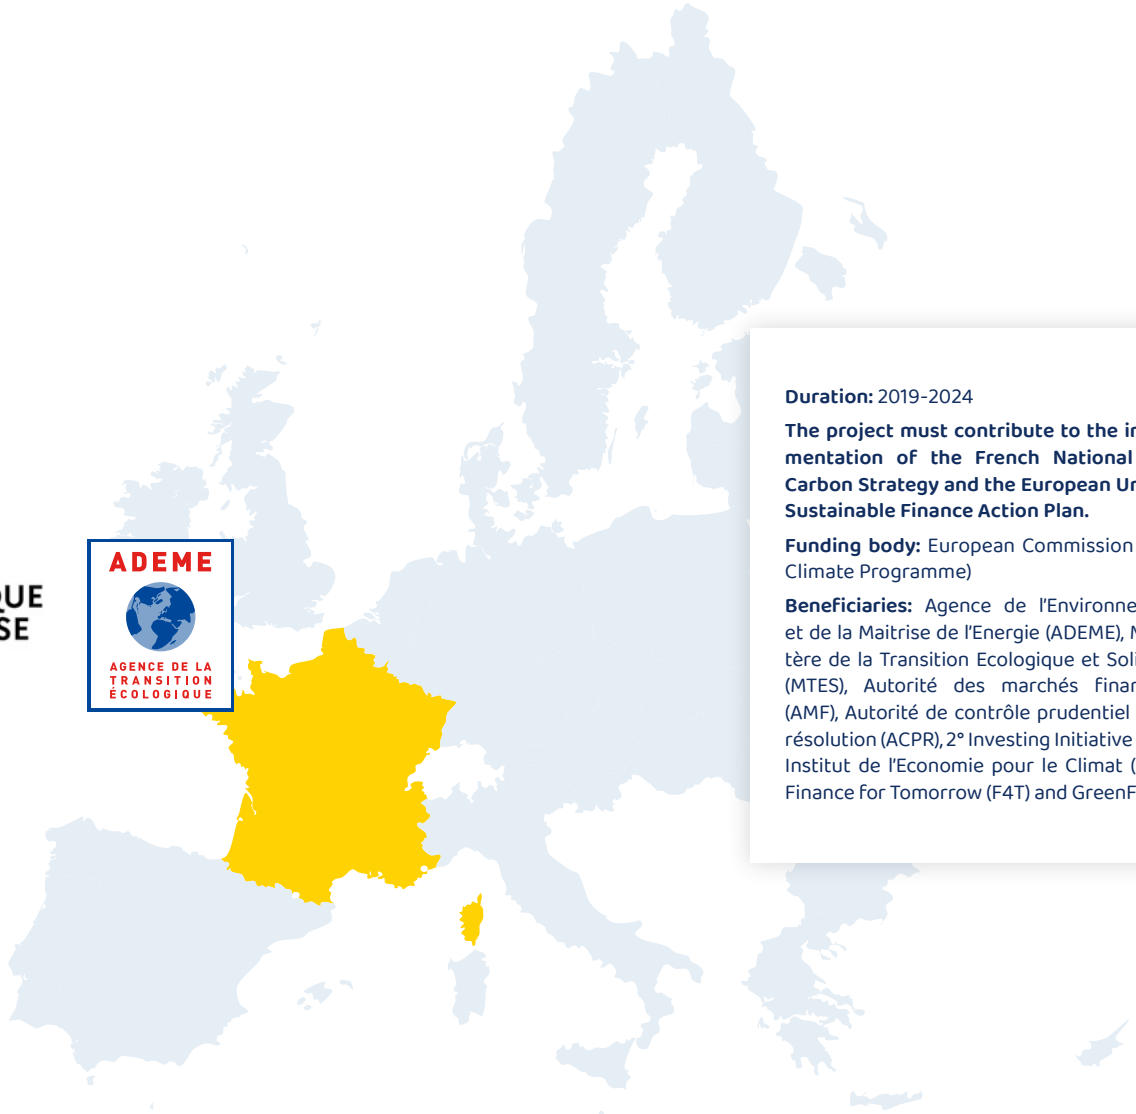 QUE
SE
ADEME
AGENCE DE LA
TRANSITION
ÉCOLOGIQUE
Duration: 2019-2024
The project must contribute to the
mentation of the French National
Carbon Strategy and the European
Sustainable Finance Action Plan.
Funding body: European Commission
Climate Programme)
Beneficiaries: Agence de l'Environne
et de la Maitrise de l'Energie (ADEME),
tère de la Transition Ecologique et Soli
(MTES), Autorité des marchés finan
(AMF), Autorité de contrôle prudentiel
résolution (ACPR), 2° Investing Initiative
Institut de l'Economie pour le Climat (
Finance for Tomorrow (F4T) and GreenF